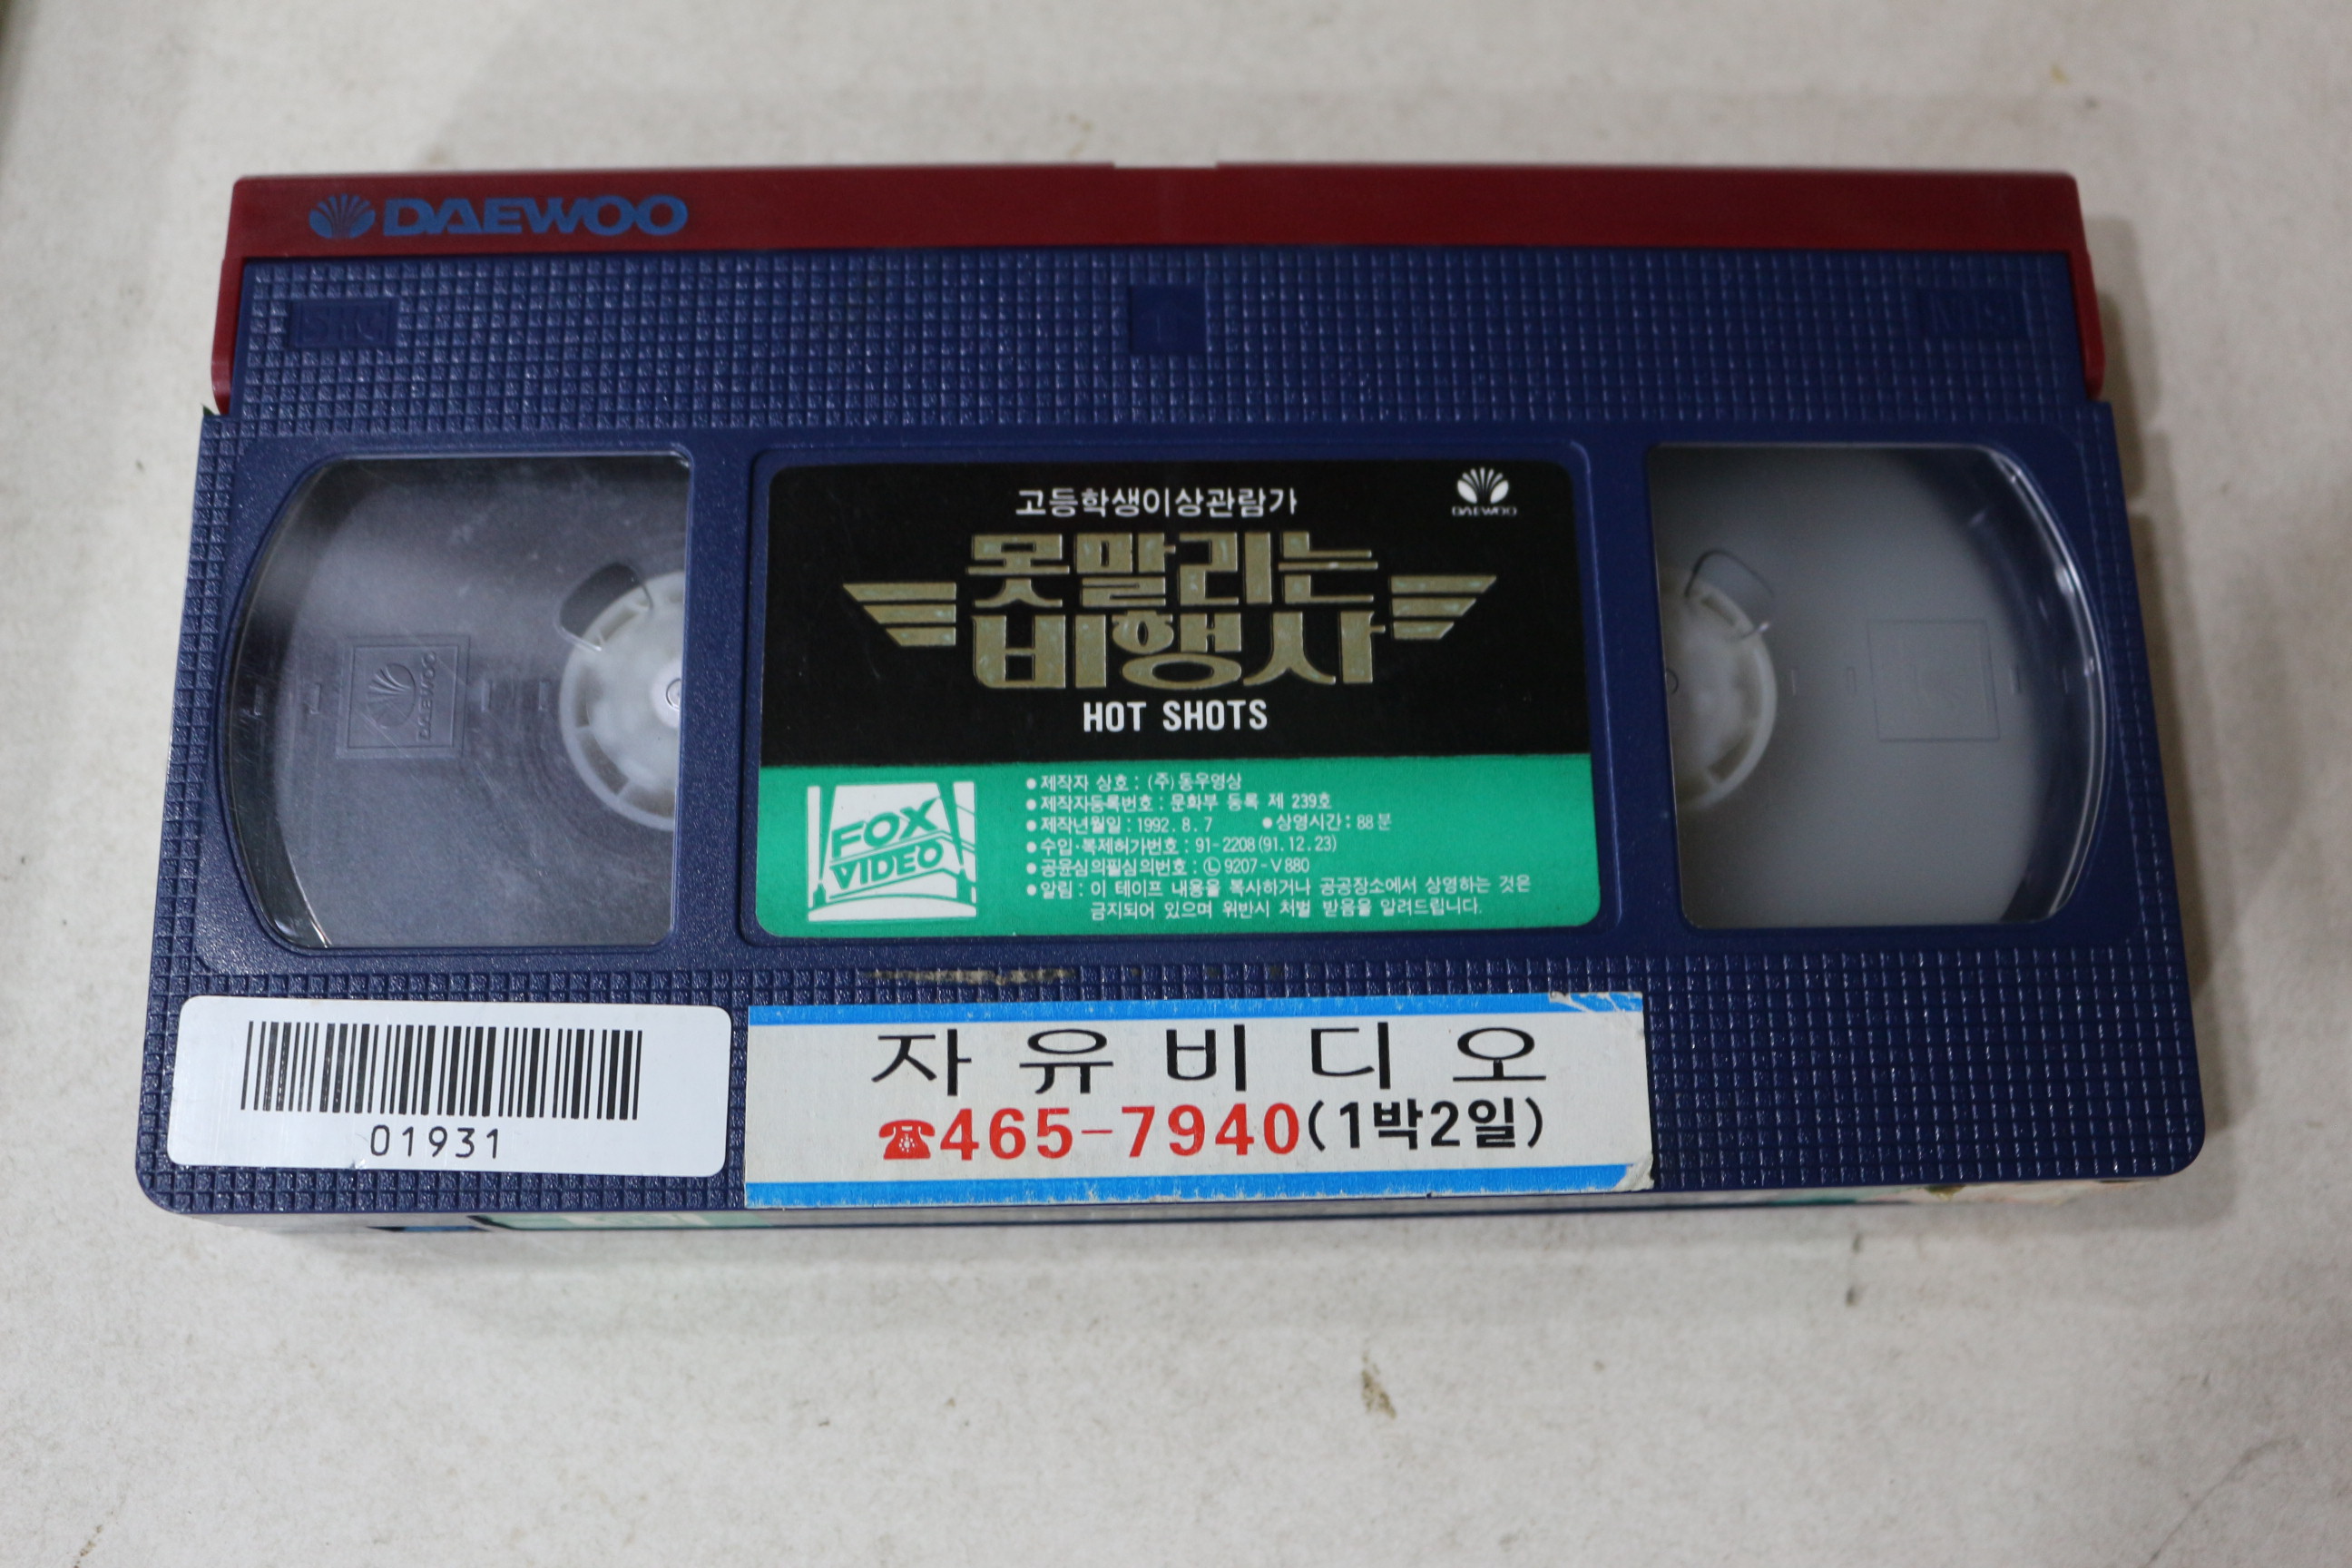 DAEWOO
고등학생이상관람가
DAEWOO
못말리는
비행사
HOT SHOTS
FOX
VIDEO
●제작자 상호 : (주)동우영상
●제작자등록번호 : 문화부 등록 제 239호
●제작년월일 : 1992. 8. 7 ●상영시간 : 88분
●수입·복제허가번호 : 91-2208(91.12.23)
●공윤심의필심의번호 : Ⓛ 9207-V880
●알림 : 이 테이프 내용을 복사하거나 공공장소에서 상영하는 것은
금지되어 있으며 위반시 처벌 받음을 알려드립니다.
DAEWOO
01931
자유비디오
☎465-7940(1박2일)